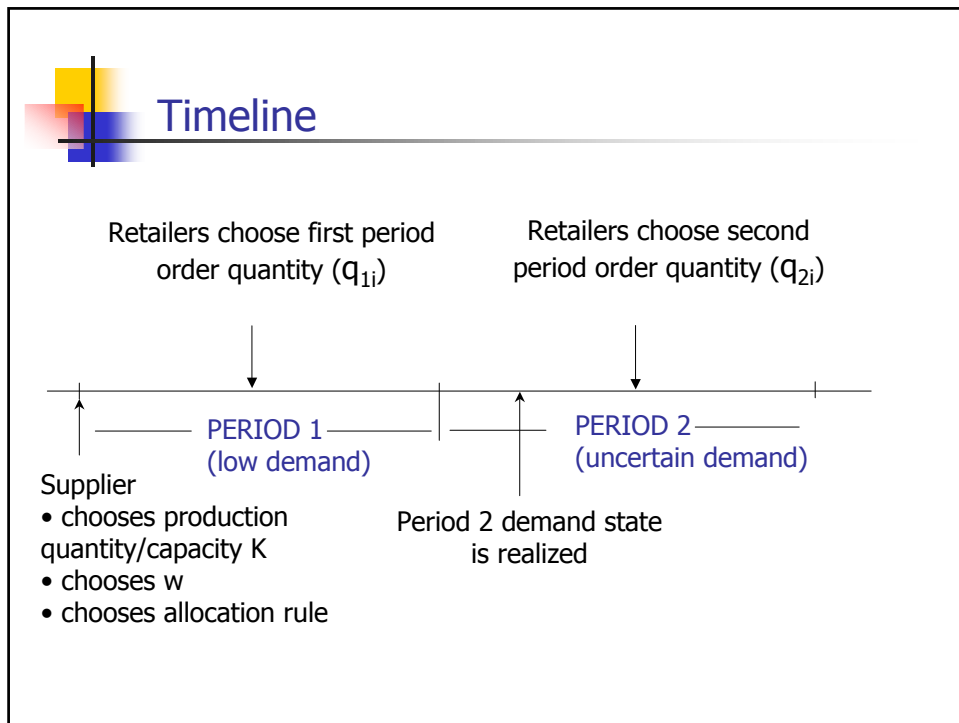 Timeline
Retailers choose first period
order quantity (q1i)
Retailers choose second
period order quantity (q2i)
PERIOD 1
(low demand)
PERIOD 2
(uncertain demand)
Supplier
• chooses production
quantity/capacity K
• chooses w
• chooses allocation rule
Period 2 demand state
is realized